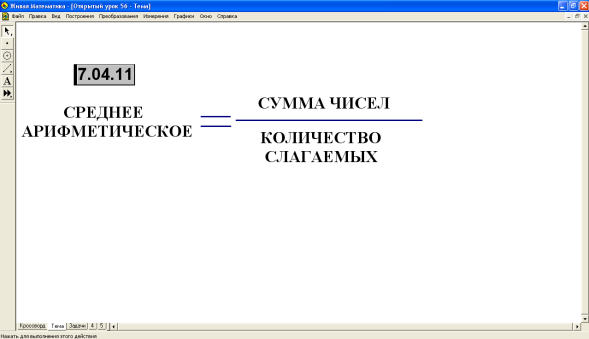 Живая Математика - [Открытый урок 5б - Тема]
Файл Правка Вид Построения Преобразования Измерения Графики Окно Справка
7.04.11
СРЕДНЕЕ
АРИФМЕТИЧЕСКОЕ
=
СУММА ЧИСЕЛ
КОЛИЧЕСТВО
СЛАГАЕМЫХ
A
Кроссворд Тема Задачи 4 5
Нажать для выполнения этого действия